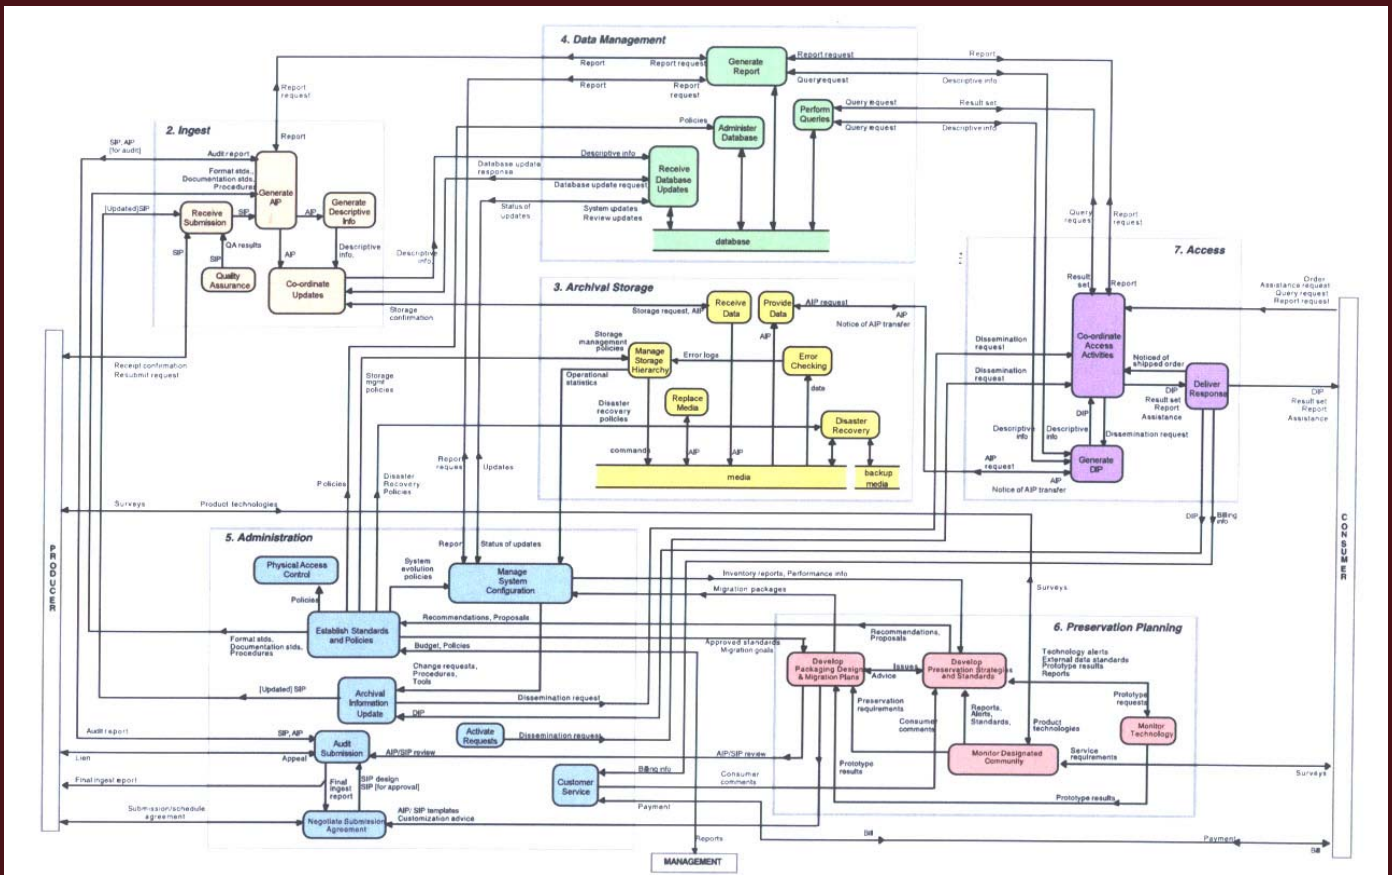 4. Data Management
Generate
Report
Report
Report request
Report
Report
request
Report request
Report
Query request
Descriptive info
Report
request
Report
Perform
Queries
Query request
Result set
Query request
Descriptive info
Policies
Administer
Database
Receive
Database
Updates
Descriptive info
Database update
response
Database update request
Status of
updates
System updates
Review updates
database
2. Ingest
SIP, AIP
[for audit]
Audit report
Format stds.,
Documentation stds,
Procedures
Generate
AIP
[Updated]SIP
Receive
Submission
SIP
AIP
Generate
Descriptive
Info
QA results
SIP
SIP
Quality
Assurance
AIP
Descriptive
info.
Co-ordinate
Updates
Descriptive
info.
Storage
confirmation
Receipt confirmation
Resubmit request
3. Archival Storage
Receive
Data
Provide
Data
Storage request, AIP
AIP request
AIP
Notice of AIP transfer
AIP
Storage
management
policies
Manage
Storage
Hierarchy
Error logs
Error
Checking
Operational
statistics
data
Storage
mgmt
policies
Disaster
recovery
policies
Replace
Media
Disaster
Recovery
commands
AIP
AIP
media
backup
media
7. Access
Query
request
Report
request
Result
set
Report
Order
Assistance request
Query request
Report request
Co-ordinate
Access
Activities
Dissemination
request
Dissemination
request
Noticed of
shipped order
Deliver
Response
DIP
Result set
Report
Assistance
DIP
Result set
Report
Assistance
DIP
Descriptive
info
Descriptive
info
Dissemination request
Generate
DIP
AIP
request
AIP
Notice of AIP transfer
DIP
Billing
info
Report
request
Updates
Policies
Disaster
Recovery
Policies
Surveys
Product technologies
PRODUCER
CONSUMER
5. Administration
Physical Access
Control
Policies
Report
Status of updates
System
evolution
policies
Manage
System
Configuration
Inventory reports, Performance info
Migration packages
Surveys
Establish Standards
and Policies
Recommendations, Proposals
Format stds,
Documentation stds,
Procedures
Budget, Policies
Approved standards
Migration goals
Change requests,
Procedures,
Tools
[Updated] SIP
Archival
Information
Update
Dissemination request
DIP
Activate
Requests
Dissemination request
Audit report
SIP, AIP
Audit
Submission
Lien
Appeal
AIP/SIP review
AIP/SIP review
Final ingest report
Final
ingest
report
SIP design
SIP [for approval]
Customer
Service
Billing info
Consumer
comments
Payment
Submission/schedule
agreement
Negotiate Submission
Agreement
AIP/ SIP templates
Customization advice
Reports
MANAGEMENT
Bill
Payment
Bill
6. Preservation Planning
Recommendations,
Proposals
Technology alerts
External data standards
Prototype results
Reports
Develop
Packaging Design
& Migration Plans
Issues
Advice
Develop
Preservation Strategies
and Standards
Prototype
requests
Preservation
requirements
Consumer
comments
Reports,
Alerts,
Standards,
Product
technologies
Monitor
Technology
Monitor Designated
Community
Service
requirements
Surveys
Prototype
results
Prototype results